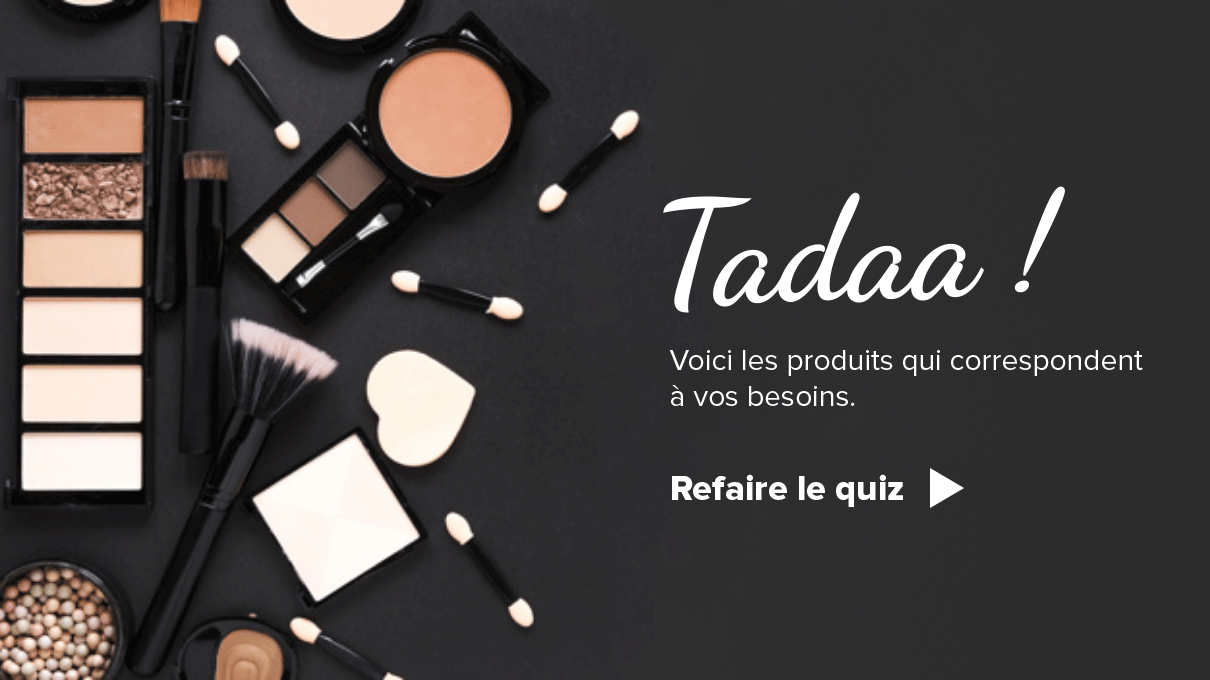 Tadaa !
Voici les produits qui correspondent
à vos besoins.
Refaire le quiz